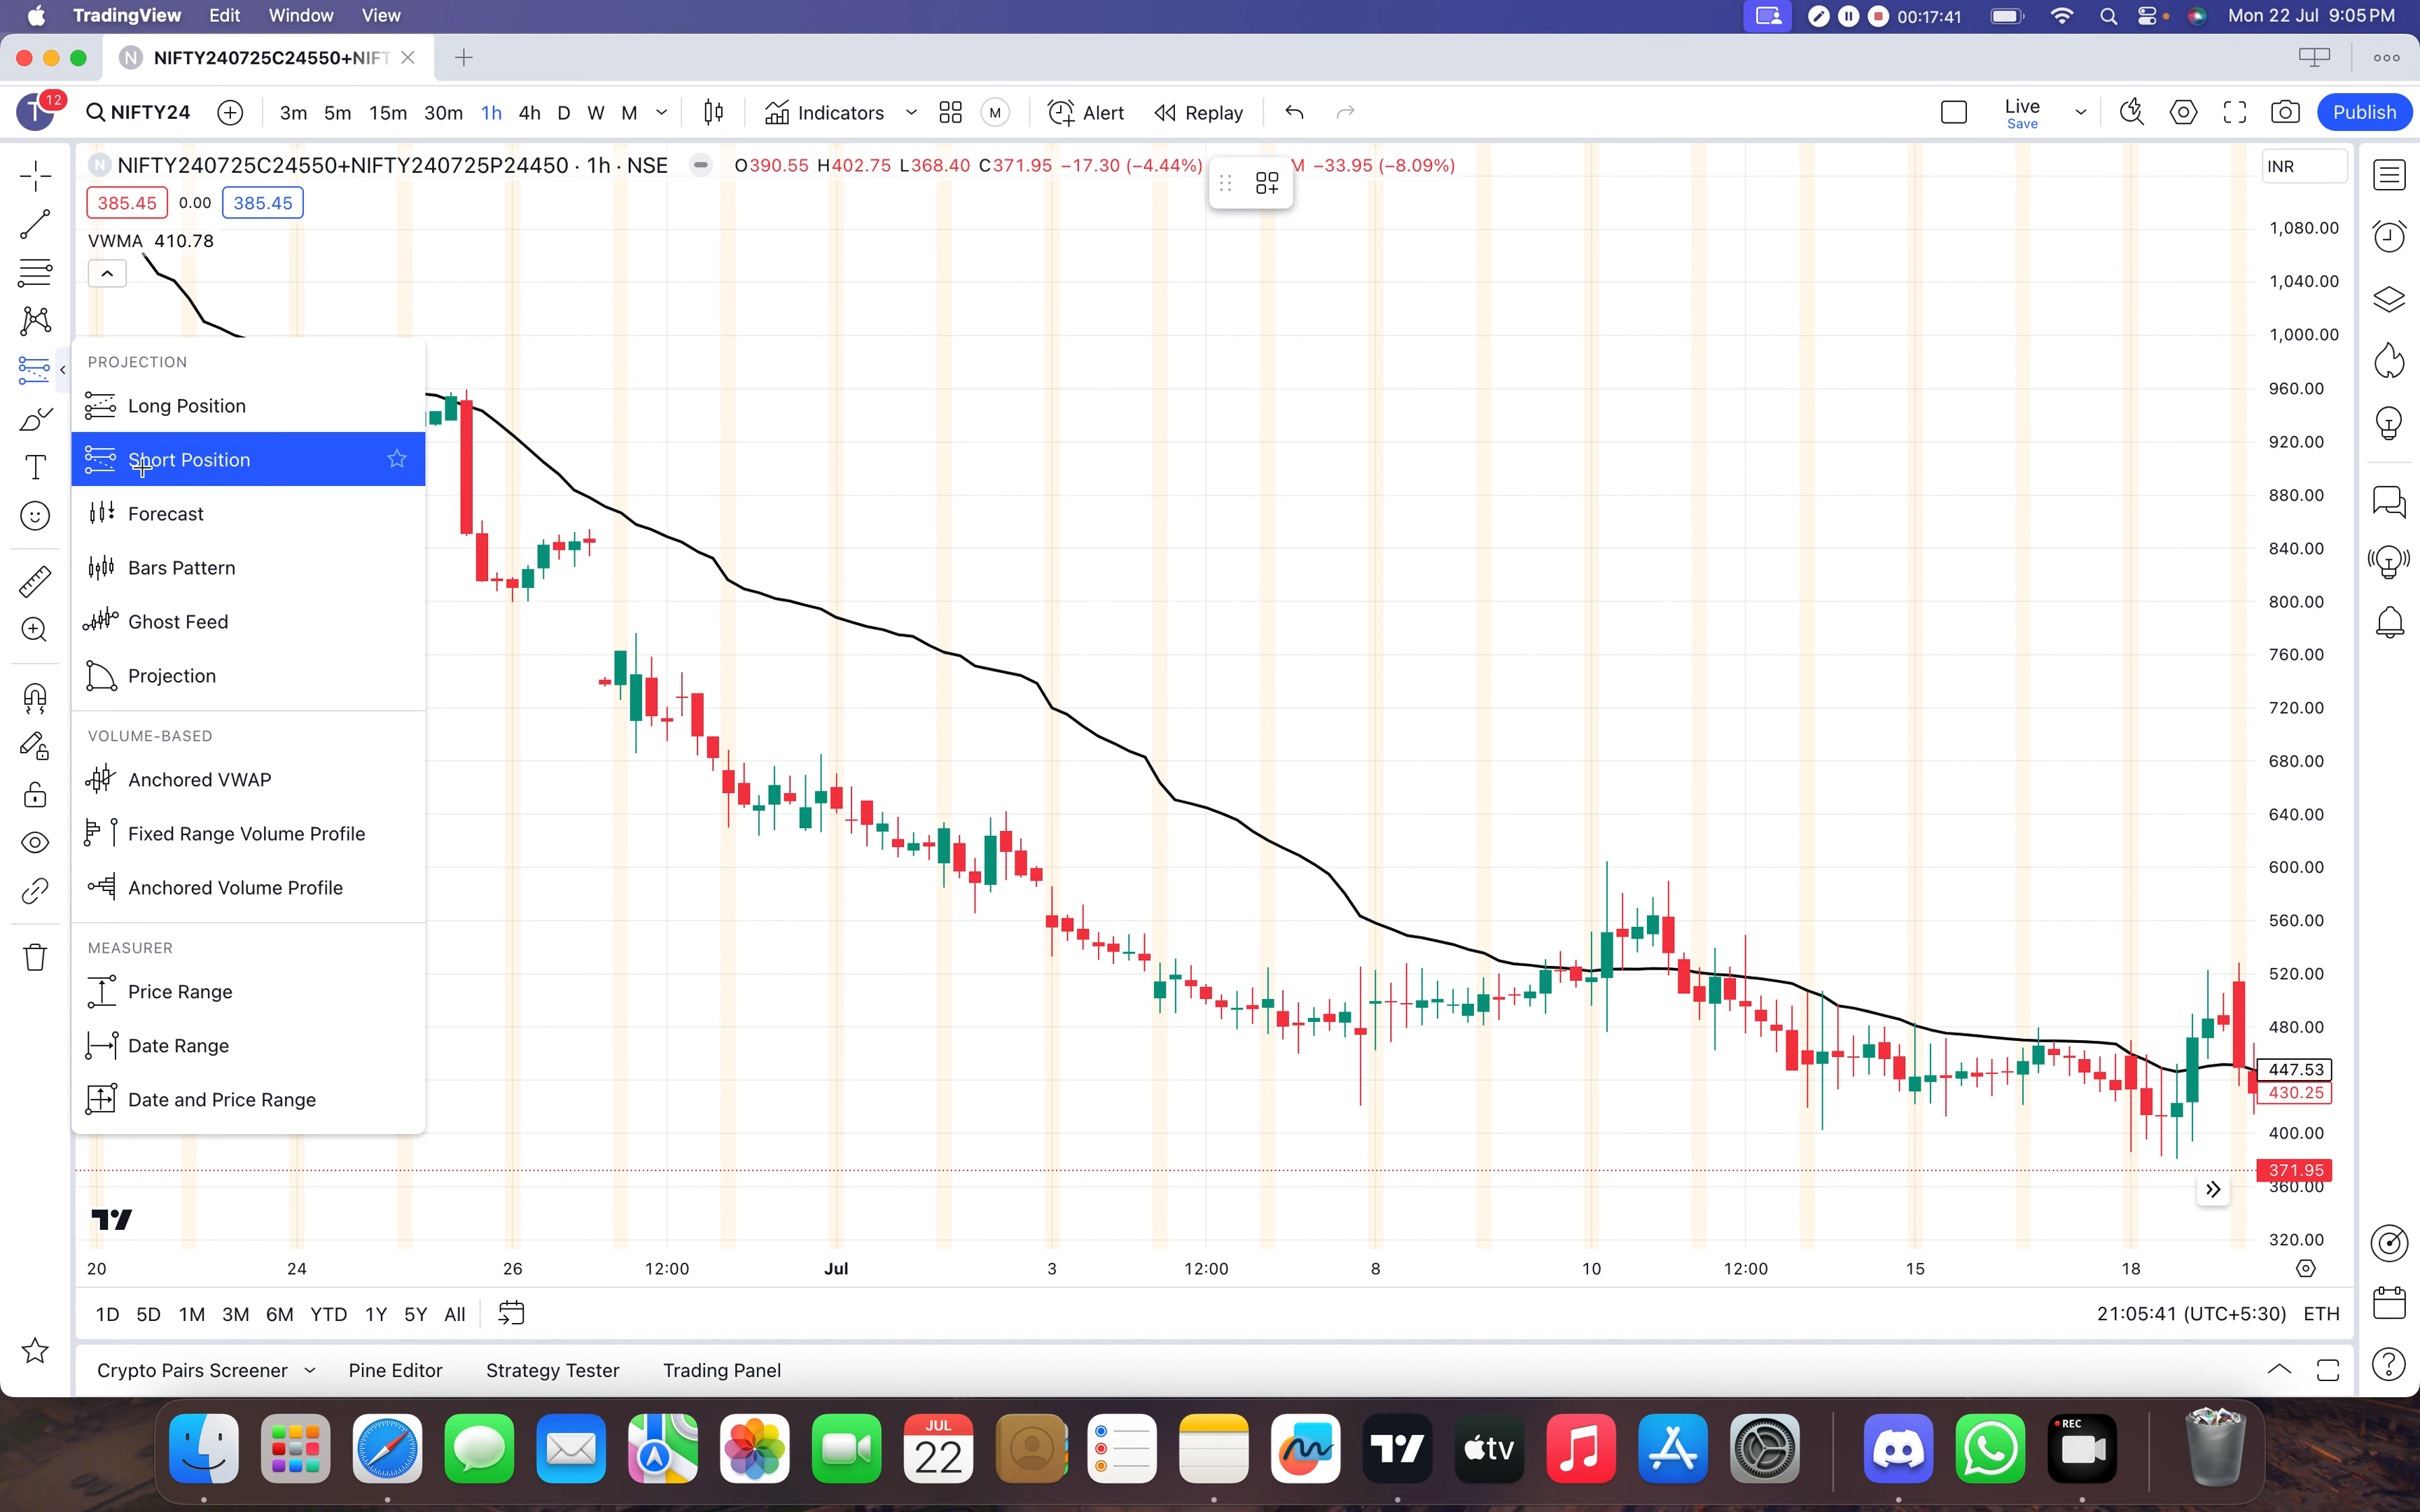 TradingView Edit Window View 00:17:41 Mon 22 Jul 9:05 PM
N NIFTY240725C24550+NIFT
T 12 NIFTY24 3m 5m 15m 30m 1h 4h D W M Indicators M Alert Replay Live Save Publish
N NIFTY240725C24550+NIFTY240725P24450 · 1h · NSE O390.55 H402.75 L368.40 C371.95 −17.30 (−4.44%) M −33.95 (−8.09%) INR
385.45 0.00 385.45
VWMA 410.78
1,080.00
1,040.00
1,000.00
960.00
920.00
880.00
840.00
800.00
760.00
720.00
680.00
640.00
600.00
560.00
520.00
480.00
447.53
430.25
400.00
371.95
360.00
320.00
PROJECTION
Long Position
Short Position
Forecast
Bars Pattern
Ghost Feed
Projection
VOLUME-BASED
Anchored VWAP
Fixed Range Volume Profile
Anchored Volume Profile
MEASURER
Price Range
Date Range
Date and Price Range
20 24 26 12:00 Jul 3 12:00 8 10 12:00 15 18
1D 5D 1M 3M 6M YTD 1Y 5Y All 21:05:41 (UTC+5:30) ETH
Crypto Pairs Screener Pine Editor Strategy Tester Trading Panel
JUL
22
tv
REC